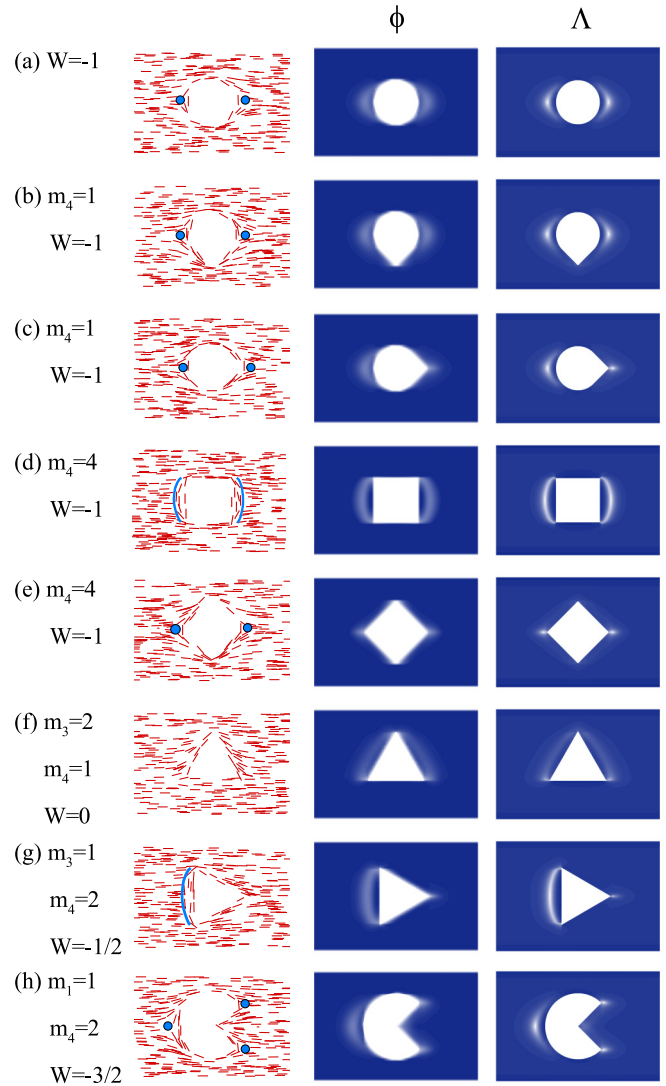 ϕ Λ
(a) W=-1
(b) m₄=1
W=-1
(c) m₄=1
W=-1
(d) m₄=4
W=-1
(e) m₄=4
W=-1
(f) m₃=2
m₄=1
W=0
(g) m₃=1
m₄=2
W=-1/2
(h) m₁=1
m₄=2
W=-3/2